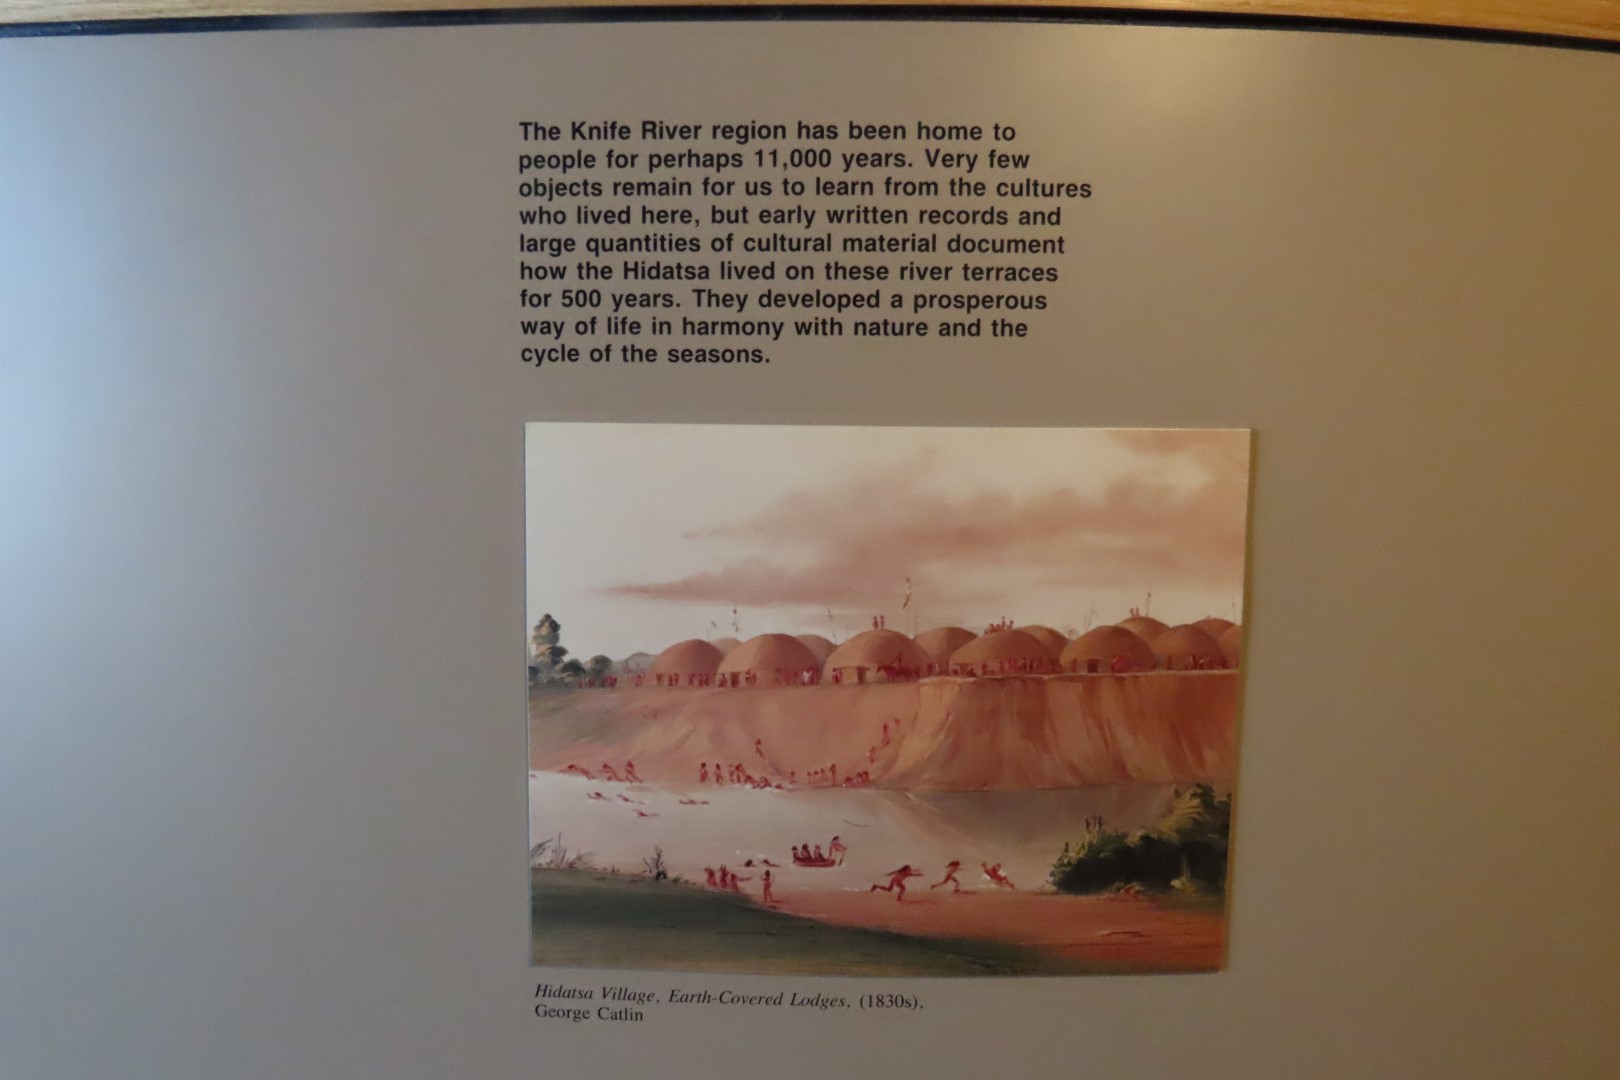 The Knife River region has been home to
people for perhaps 11,000 years. Very few
objects remain for us to learn from the cultures
who lived here, but early written records and
large quantities of cultural material document
how the Hidatsa lived on these river terraces
for 500 years. They developed a prosperous
way of life in harmony with nature and the
cycle of the seasons.
Hidatsa Village, Earth-Covered Lodges, (1830s),
George Catlin